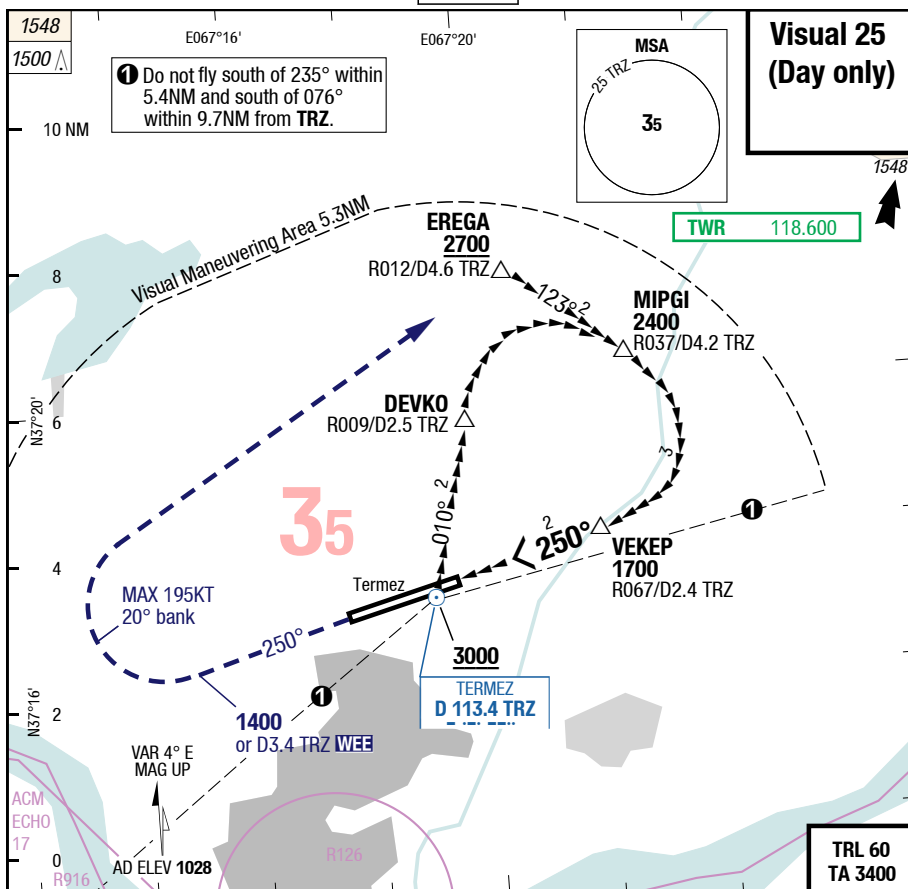 1548
1500
E067°16'
E067°20'
❶ Do not fly south of 235° within
5.4NM and south of 076°
within 9.7NM from TRZ.
MSA
25 TRZ
35
Visual 25
(Day only)
1548
10 NM
TWR 118.600
Visual Maneuvering Area 5.3NM
EREGA
2700
R012/D4.6 TRZ
123°
2
MIPGI
2400
R037/D4.2 TRZ
8
DEVKO
R009/D2.5 TRZ
N37°20'
6
010°
2
3
35
2
250°
❶
VEKEP
1700
R067/D2.4 TRZ
4
Termez
MAX 195KT
20° bank
250°
3000
TERMEZ
D 113.4 TRZ
❶
1400
or D3.4 TRZ WEE
N37°16'
2
VAR 4° E
MAG UP
ACM
ECHO
17
0
R916
AD ELEV 1028
R126
TRL 60
TA 3400